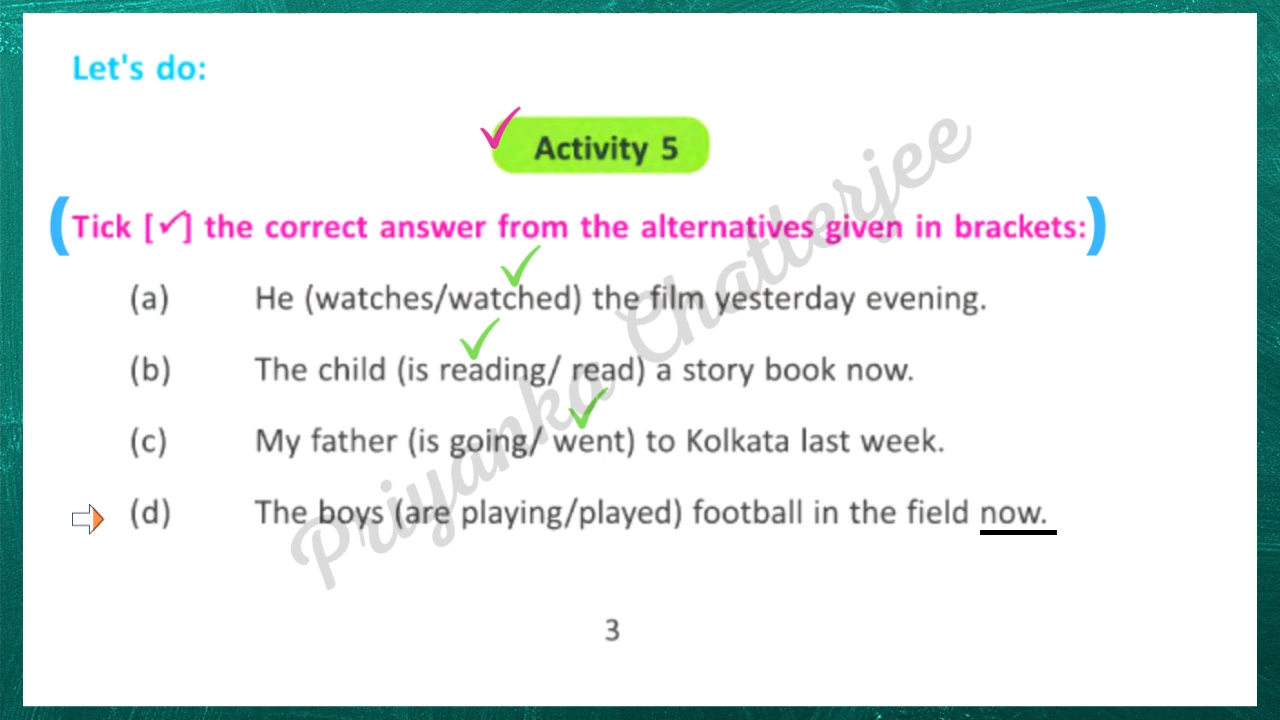 Let's do:
Activity 5
Tick [✓] the correct answer from the alternatives given in brackets:
(a) He (watches/watched) the film yesterday evening.
(b) The child (is reading/ read) a story book now.
(c) My father (is going/ went) to Kolkata last week.
(d) The boys (are playing/played) football in the field now.
3
Priyanka Chatterjee